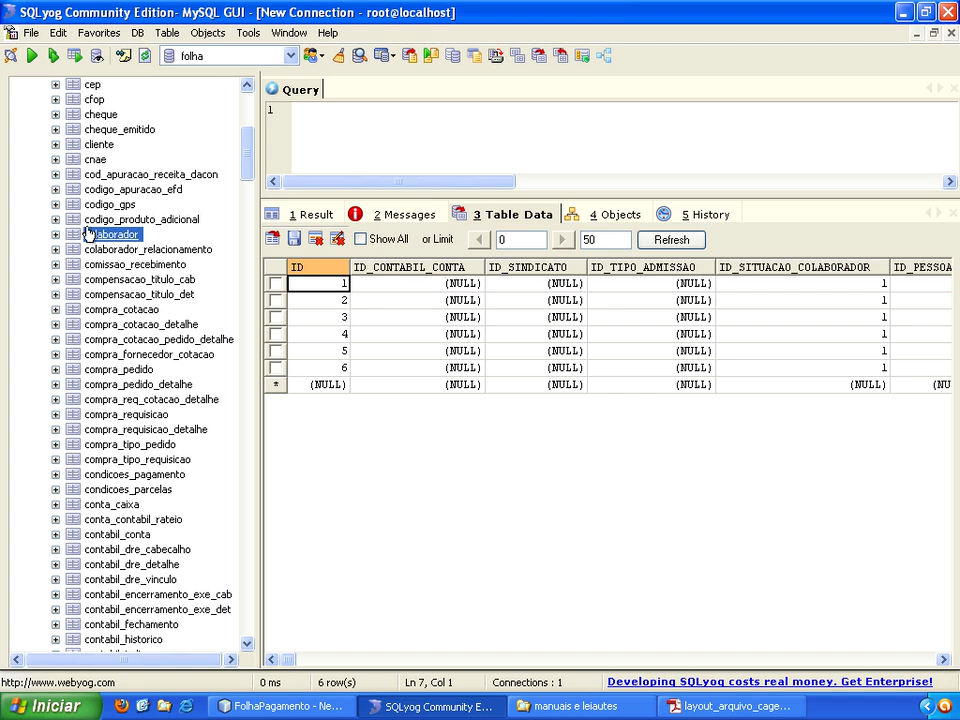 SQLyog Community Edition- MySQL GUI - [New Connection - root@localhost]
File Edit Favorites DB Table Objects Tools Window Help
folha
cep
cfop
cheque
cheque_emitido
cliente
cnae
cod_apuracao_receita_dacon
codigo_apuracao_efd
codigo_gps
codigo_produto_adicional
laborador
colaborador_relacionamento
comissao_recebimento
compensacao_titulo_cab
compensacao_titulo_det
compra_cotacao
compra_cotacao_detalhe
compra_cotacao_pedido_detalhe
compra_fornecedor_cotacao
compra_pedido
compra_pedido_detalhe
compra_req_cotacao_detalhe
compra_requisicao
compra_requisicao_detalhe
compra_tipo_pedido
compra_tipo_requisicao
condicoes_pagamento
condicoes_parcelas
conta_caixa
conta_contabil_rateio
contabil_conta
contabil_dre_cabecalho
contabil_dre_detalhe
contabil_dre_vinculo
contabil_encerramento_exe_cab
contabil_encerramento_exe_det
contabil_fechamento
contabil_historico
Query
1
1 Result 2 Messages 3 Table Data 4 Objects 5 History
Show All or Limit 0 50 Refresh
ID ID_CONTABIL_CONTA ID_SINDICATO ID_TIPO_ADMISSAO ID_SITUACAO_COLABORADOR ID_PESSOA
1 (NULL) (NULL) (NULL) 1
2 (NULL) (NULL) (NULL) 1
3 (NULL) (NULL) (NULL) 1
4 (NULL) (NULL) (NULL) 1
5 (NULL) (NULL) (NULL) 1
6 (NULL) (NULL) (NULL) 1
* (NULL) (NULL) (NULL) (NULL) (NULL) (NU
http://www.webyog.com 0 ms 6 row(s) Ln 7, Col 1 Connections : 1 Developing SQLyog costs real money. Get Enterprise!
Iniciar FolhaPagamento - Ne... SQLyog Community E... manuais e leiautes layout_arquivo_cage...